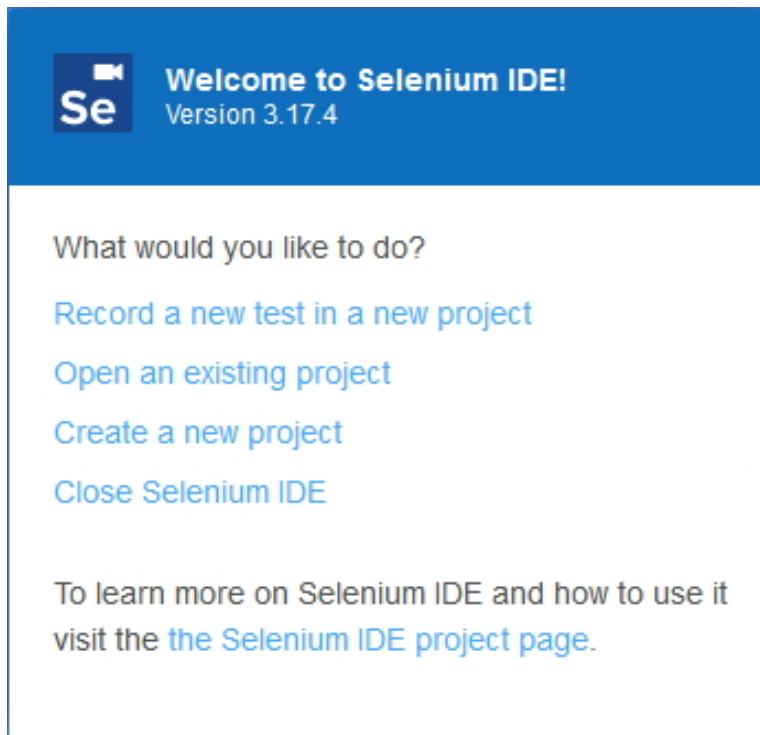 Se
Welcome to Selenium IDE!
Version 3.17.4
What would you like to do?
Record a new test in a new project
Open an existing project
Create a new project
Close Selenium IDE
To learn more on Selenium IDE and how to use it
visit the the Selenium IDE project page.